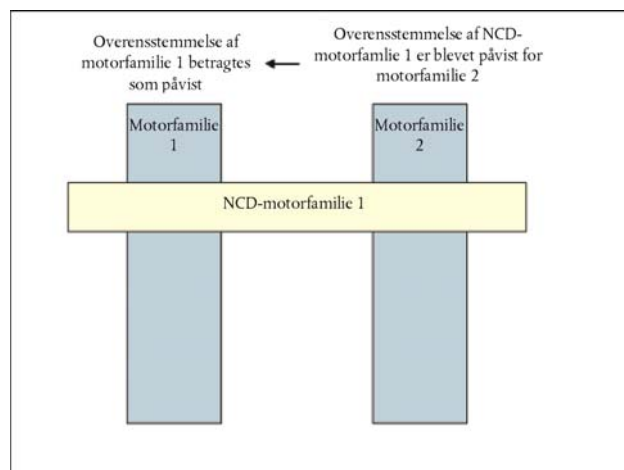 Overensstemmelse af
motorfamilie 1 betragtes
som påvist
Overensstemmelse af NCD-
motorfamlie 1 er blevet påvist for
motorfamilie 2
Motorfamilie
1
Motorfamilie
2
NCD-motorfamilie 1